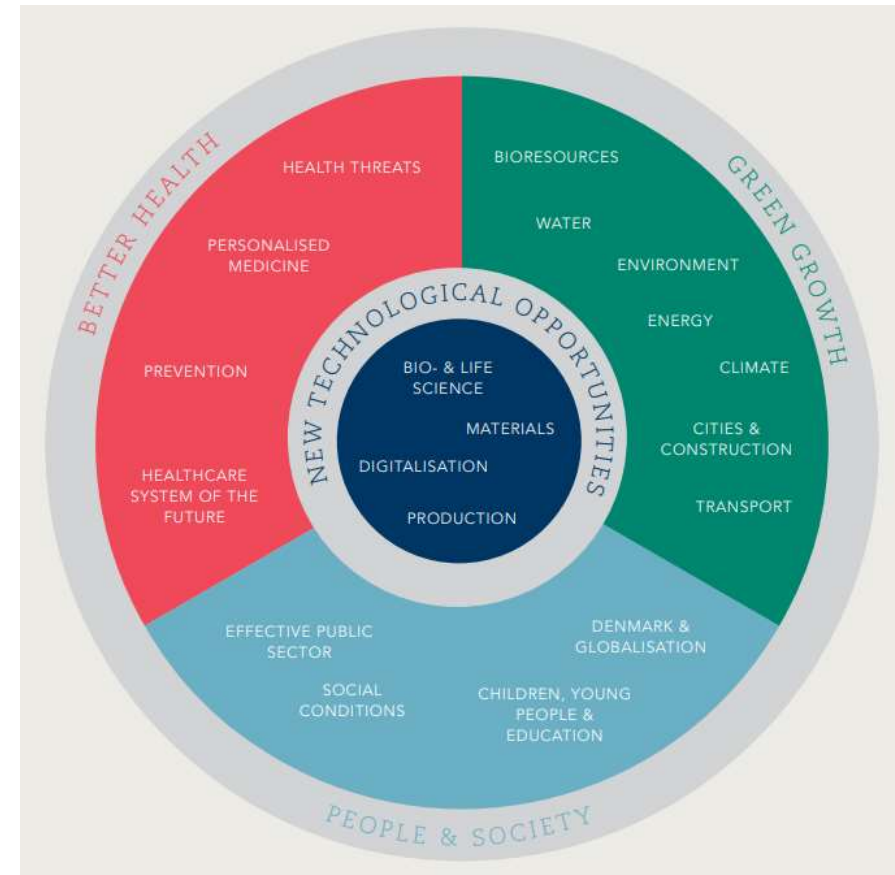 BETTER HEALTH
HEALTH THREATS
PERSONALISED
MEDICINE
PREVENTION
HEALTHCARE
SYSTEM OF THE
FUTURE
GREEN GROWTH
BIORESOURCES
WATER
ENVIRONMENT
ENERGY
CLIMATE
CITIES &
CONSTRUCTION
TRANSPORT
NEW TECHNOLOGICAL OPPORTUNITIES
BIO- & LIFE
SCIENCE
MATERIALS
DIGITALISATION
PRODUCTION
EFFECTIVE PUBLIC
SECTOR
SOCIAL
CONDITIONS
DENMARK &
GLOBALISATION
CHILDREN, YOUNG
PEOPLE &
EDUCATION
PEOPLE & SOCIETY